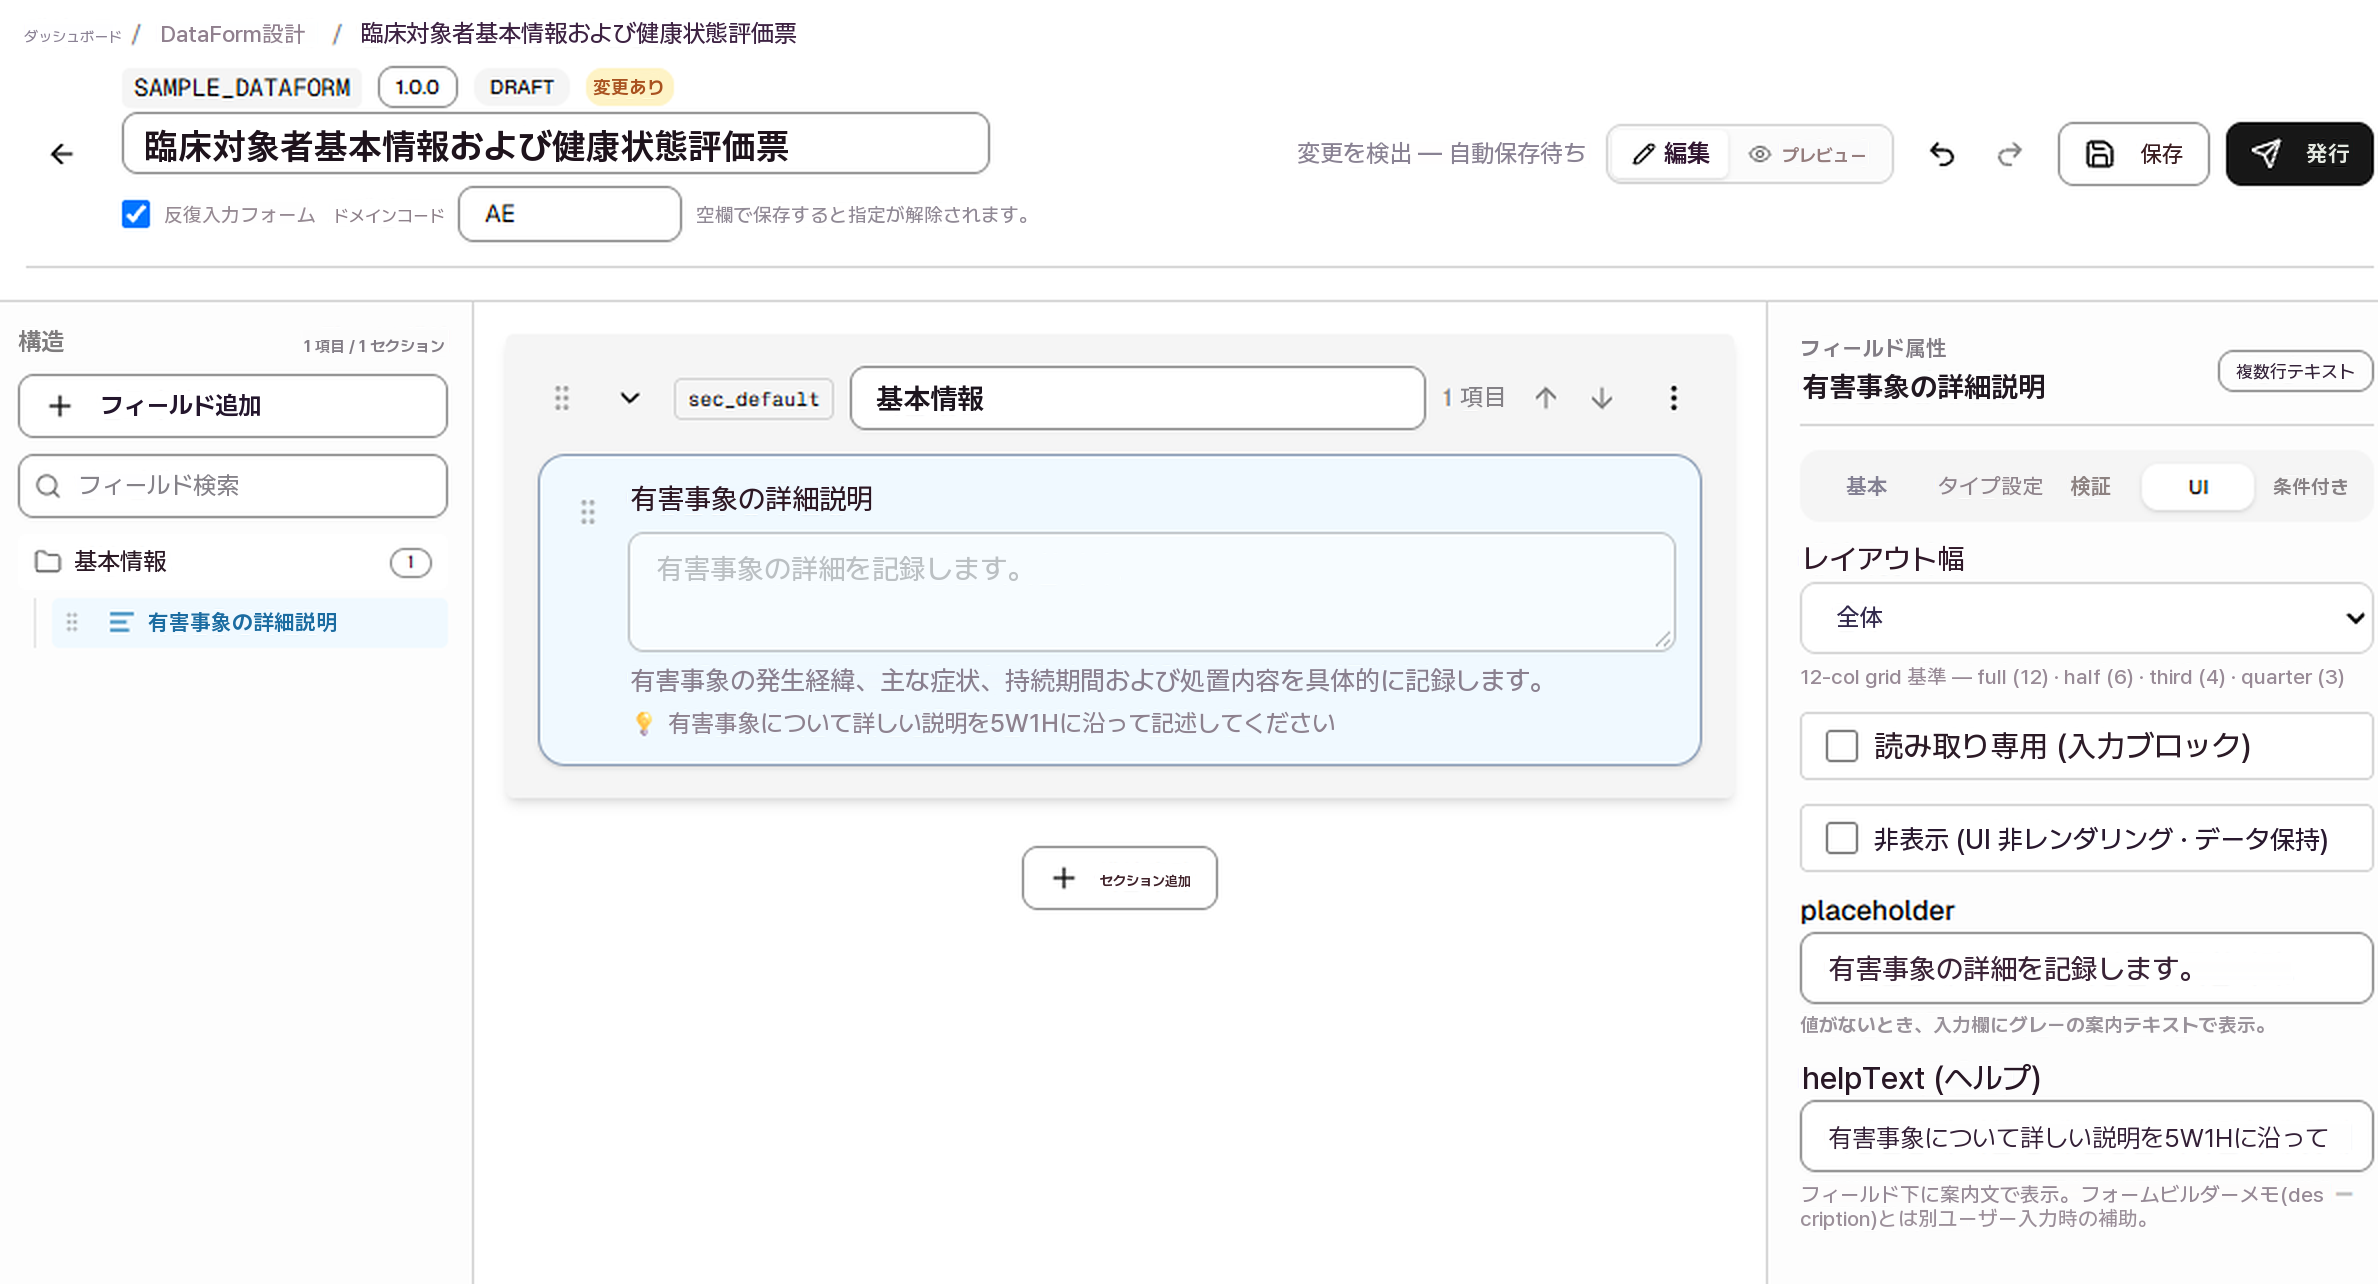 ダッシュボード / DataForm設計 / 臨床対象者基本情報および健康状態評価票
SAMPLE_DATAFORM 1.0.0 DRAFT 変更あり
臨床対象者基本情報および健康状態評価票
変更を検出 — 自動保存待ち 編集 プレビュー 保存 発行
反復入力フォーム ドメインコード AE 空欄で保存すると指定が解除されます。
構造 1 項目 / 1 セクション
フィールド追加
フィールド検索
基本情報 1
有害事象の詳細説明
sec_default 基本情報 1 項目
有害事象の詳細説明
有害事象の詳細を記録します。
有害事象の発生経緯、主な症状、持続期間および処置内容を具体的に記録します。
有害事象について詳しい説明を5W1Hに沿って記述してください
セクション追加
フィールド属性
有害事象の詳細説明 複数行テキスト
基本 タイプ設定 検証 UI 条件付き
レイアウト幅
全体
12-col grid 基準 — full (12) · half (6) · third (4) · quarter (3)
読み取り専用 (入力ブロック)
非表示 (UI 非レンダリング · データ保持)
placeholder
有害事象の詳細を記録します。
値がないとき、入力欄にグレーの案内テキストで表示。
helpText (ヘルプ)
有害事象について詳しい説明を5W1Hに沿って
フィールド下に案内文で表示。フォームビルダーメモ(des
cription)とは別ユーザー入力時の補助。